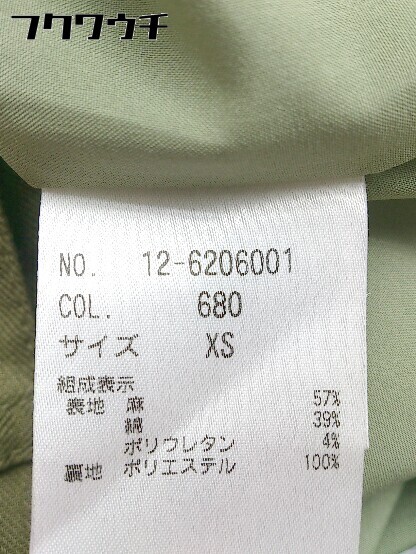 フクワウチ
NO. 12-6206001
COL. 680
サイズ XS
組成表示
表地 麻 57%
綿 39%
ポリウレタン 4%
裏地 ポリエステル 100%